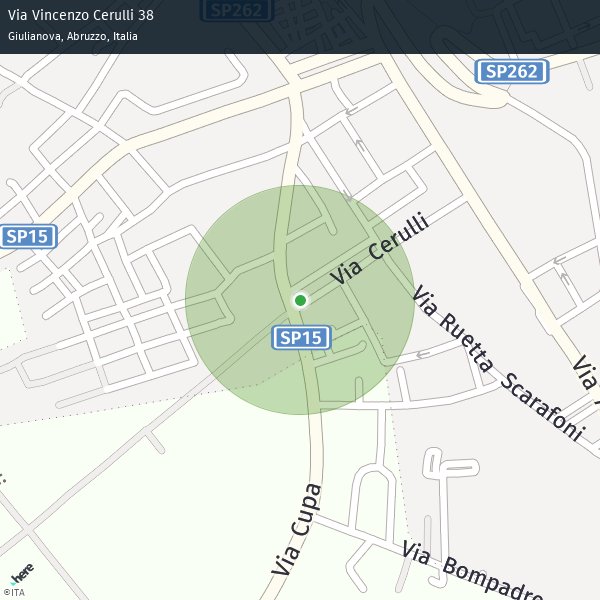 Via Vincenzo Cerulli 38
Giulianova, Abruzzo, Italia
SP262
SP262
SP15
Via Cerulli
SP15
Via Ruetta Scarafoni
Via
Via Cupa
Via Bompadre
here
©ITA